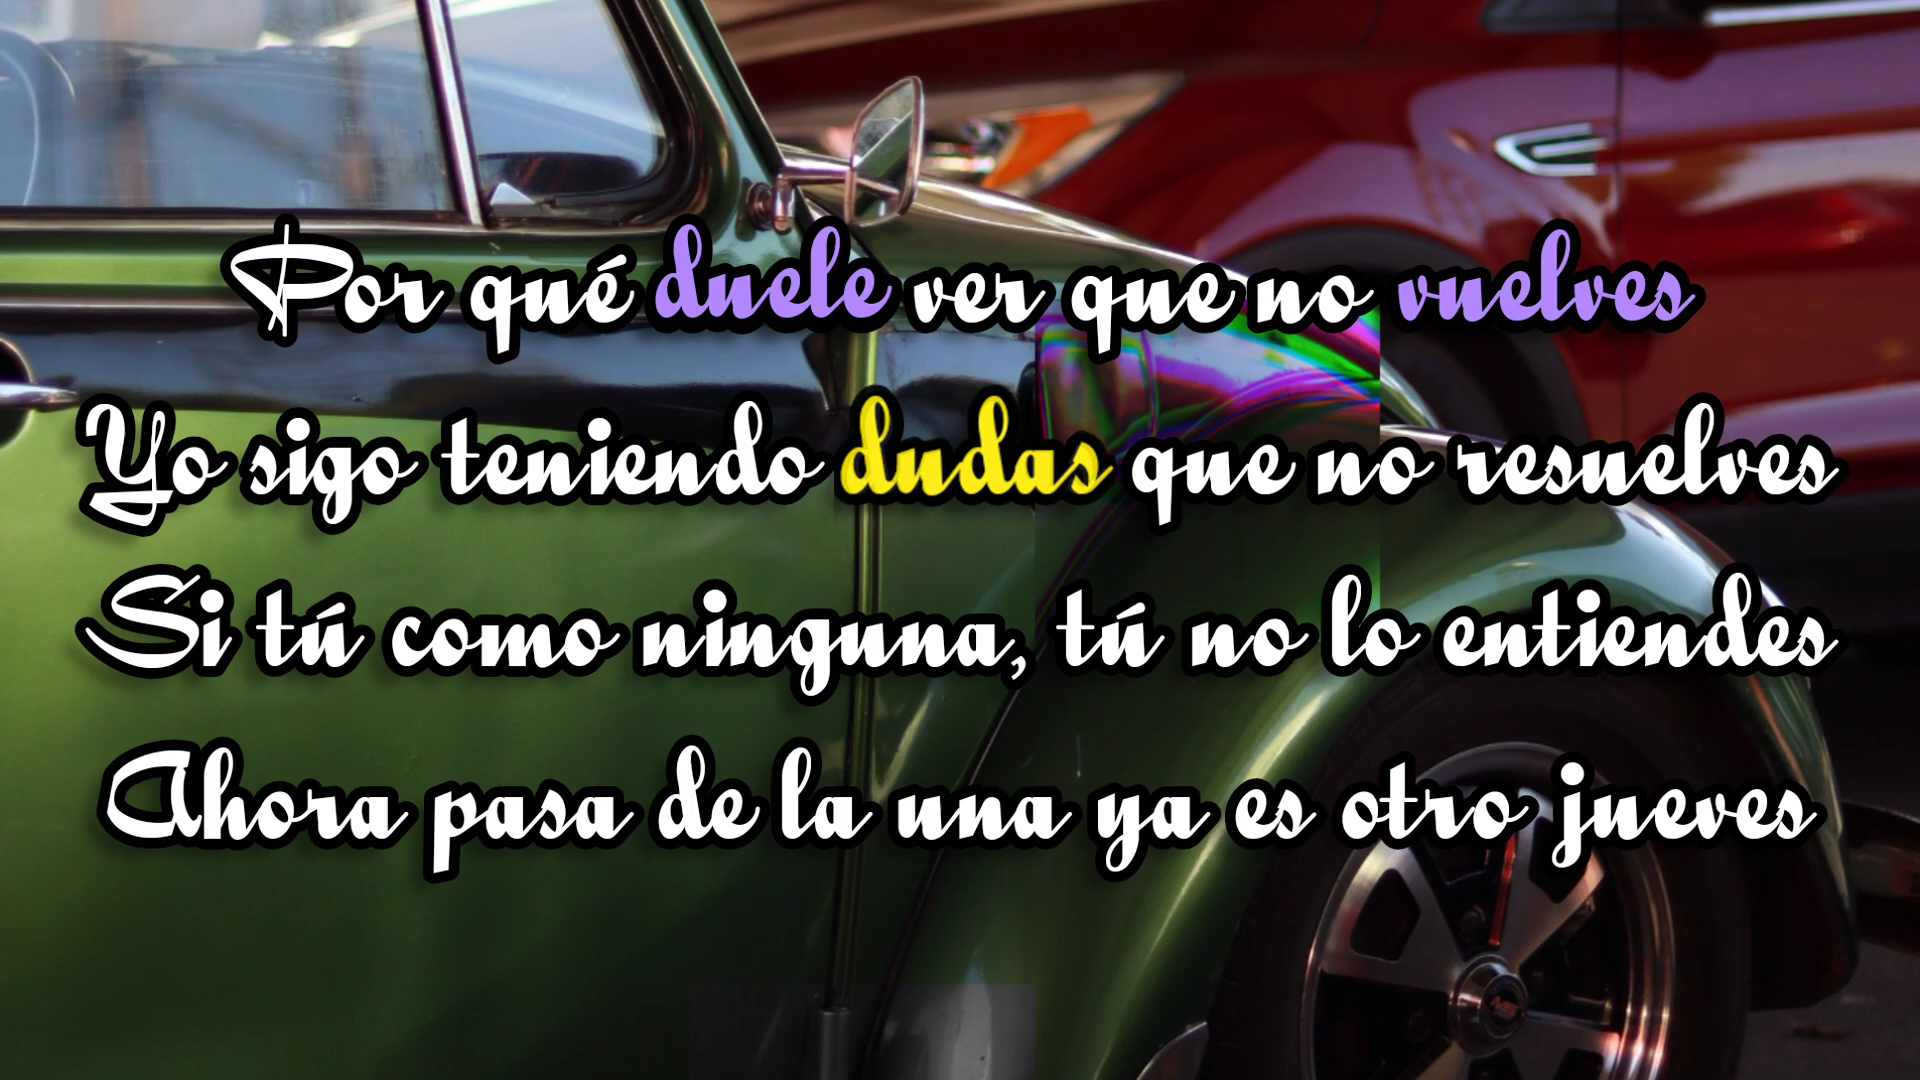 Por qué duele ver que no vuelves
Yo sigo teniendo dudas que no resuelves
Si tú como ninguna, tú no lo entiendes
Ahora pasa de la una ya es otro jueves